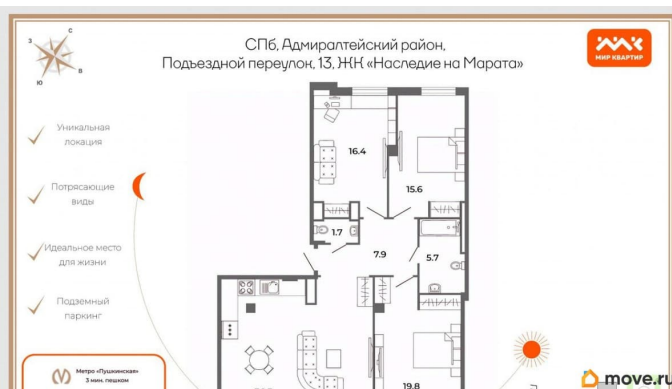 С
З
В
Ю
СПб, Адмиралтейский район,
Подъездной переулок, 13, ЖК «Наследие на Марата»
МИР КВАРТИР
Уникальная
локация
Потрясающие
виды
Идеальное место
для жизни
Подземный
паркинг
Метро «Пушкинская»
3 мин. пешком
16.4
15.6
1.7
7.9
5.7
19.8
move.ru